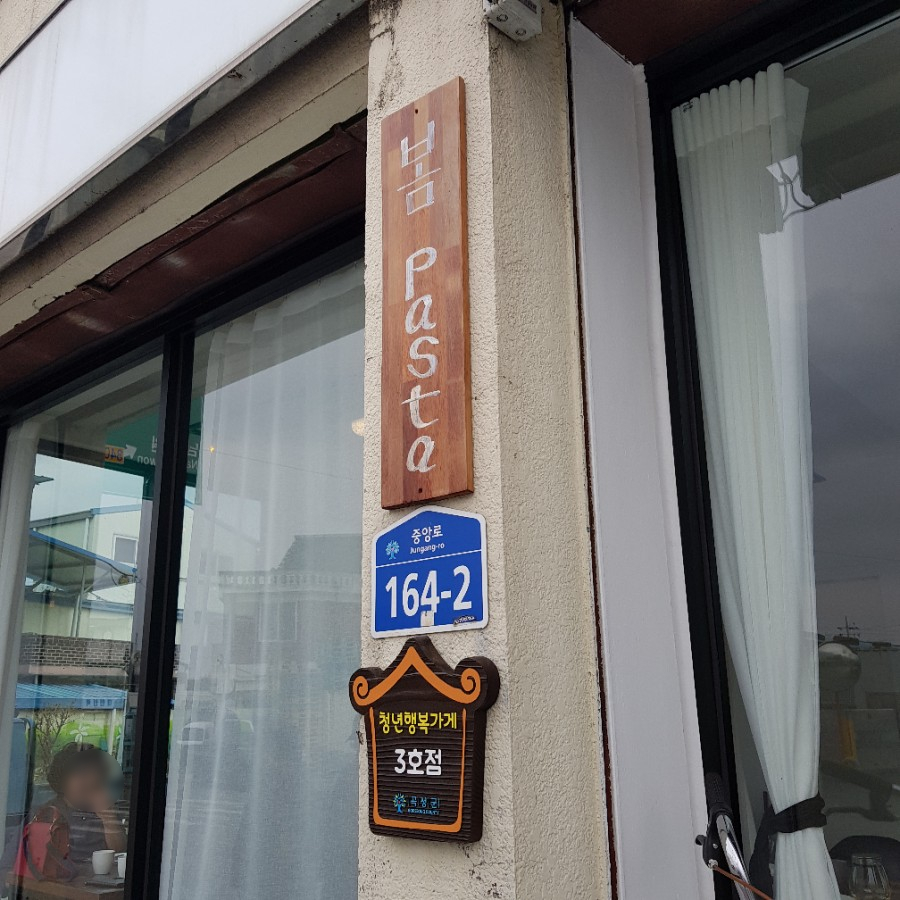 봄
Pasta
중앙로
Jungang-ro
164-2
청년행복가게
3호점
곡성군